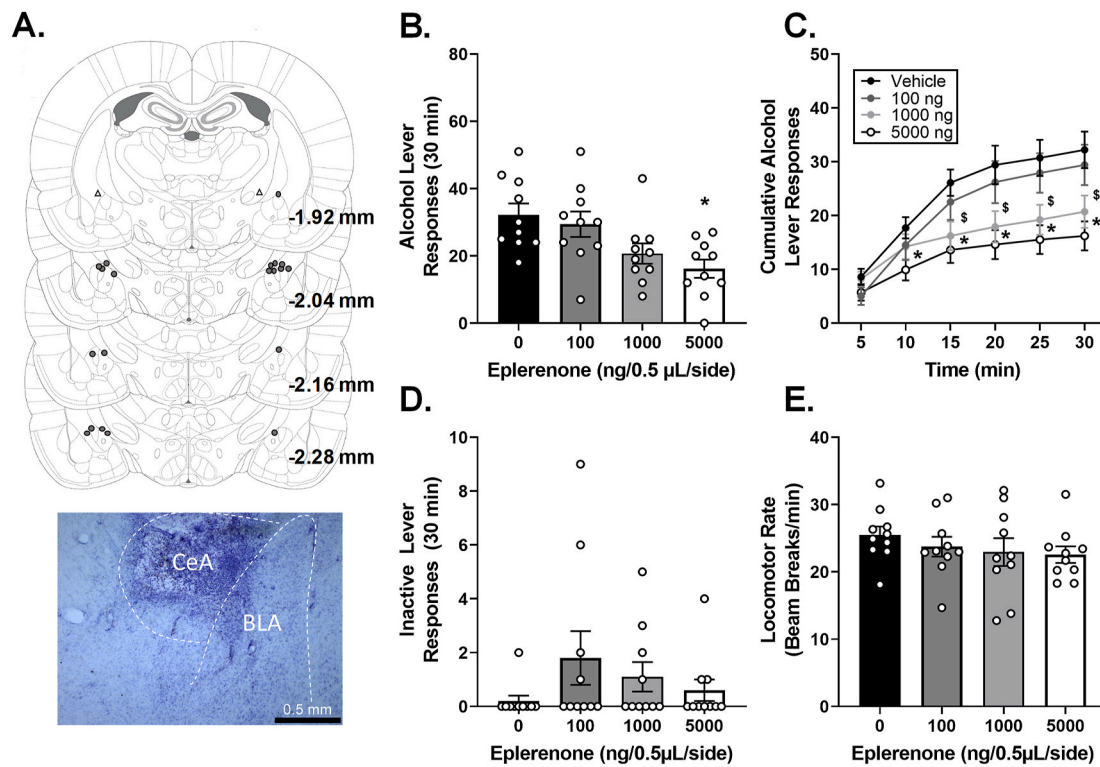 A.
-1.92 mm
-2.04 mm
-2.16 mm
-2.28 mm
CeA
BLA
0.5 mm
B.
Alcohol Lever
Responses (30 min)
80
60
40
20
0
*
0 100 1000 5000
Eplerenone (ng/0.5 µL/side)
C.
Cumulative Alcohol
Lever Responses
50
40
30
20
10
0
Vehicle
100 ng
1000 ng
5000 ng
$ $ $ $
* * * * *
5 10 15 20 25 30
Time (min)
D.
Inactive Lever
Responses (30 min)
10
8
6
4
2
0
0 100 1000 5000
Eplerenone (ng/0.5µL/side)
E.
Locomotor Rate
(Beam Breaks/min)
40
30
20
10
0
0 100 1000 5000
Eplerenone (ng/0.5µL/side)